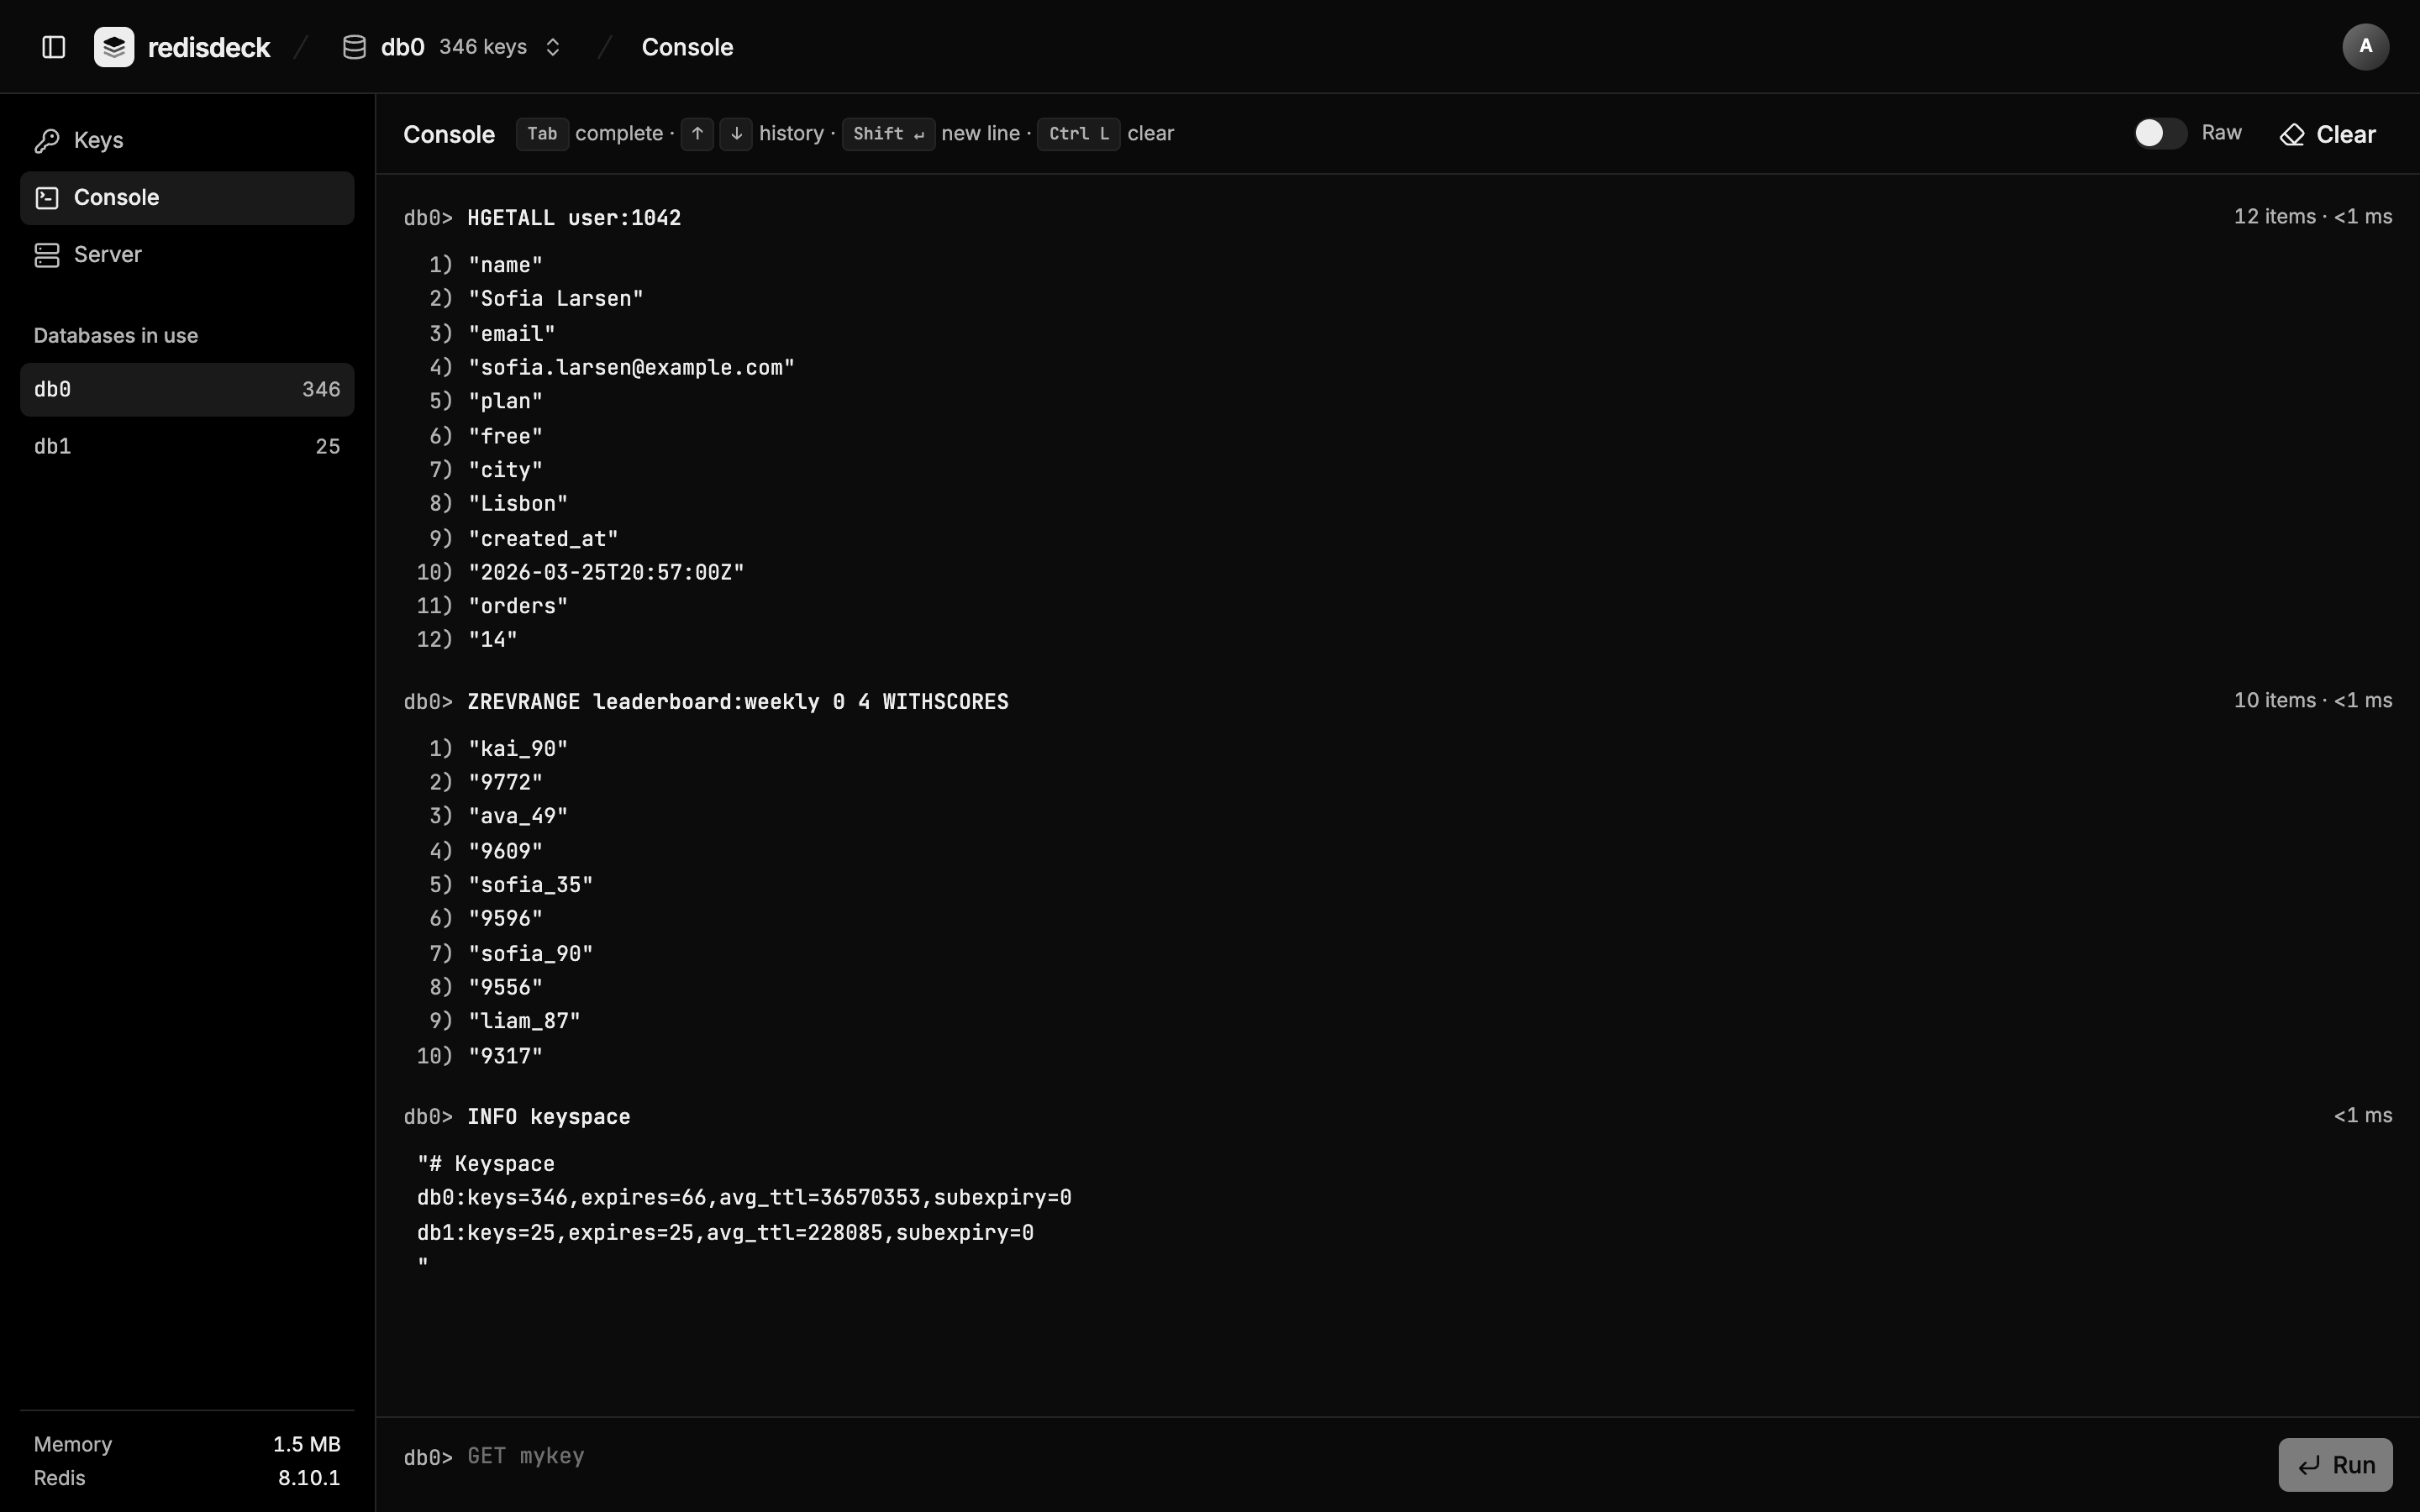 redisdeck / db0 346 keys / Console A
Keys
Console
Server
Databases in use
db0 346
db1 25
Memory 1.5 MB
Redis 8.10.1
Console Tab complete · ↑ ↓ history · Shift ↵ new line · Ctrl L clear Raw Clear
db0> HGETALL user:1042 12 items · <1 ms
1) "name"
2) "Sofia Larsen"
3) "email"
4) "sofia.larsen@example.com"
5) "plan"
6) "free"
7) "city"
8) "Lisbon"
9) "created_at"
10) "2026-03-25T20:57:00Z"
11) "orders"
12) "14"
db0> ZREVRANGE leaderboard:weekly 0 4 WITHSCORES 10 items · <1 ms
1) "kai_90"
2) "9772"
3) "ava_49"
4) "9609"
5) "sofia_35"
6) "9596"
7) "sofia_90"
8) "9556"
9) "liam_87"
10) "9317"
db0> INFO keyspace <1 ms
"# Keyspace
db0:keys=346,expires=66,avg_ttl=36570353,subexpiry=0
db1:keys=25,expires=25,avg_ttl=228085,subexpiry=0
"
db0> GET mykey Run